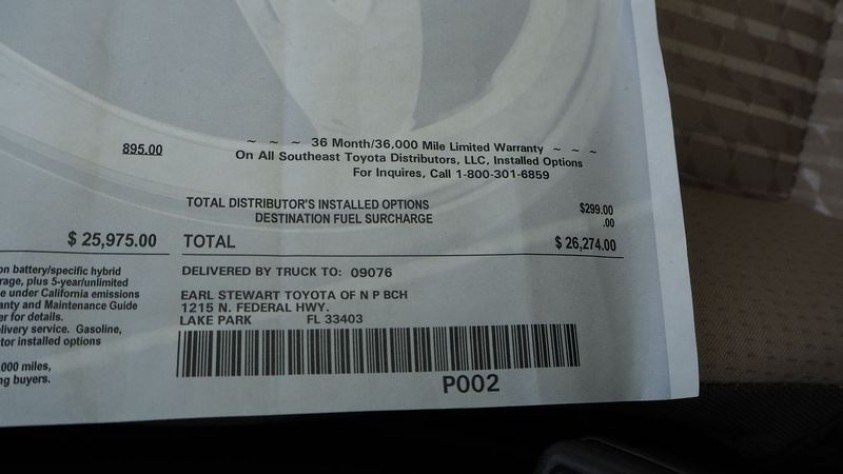 895.00
~ ~ ~ 36 Month/36,000 Mile Limited Warranty ~ ~ ~
On All Southeast Toyota Distributors, LLC, Installed Options
For Inquires, Call 1-800-301-6859
TOTAL DISTRIBUTOR'S INSTALLED OPTIONS $299.00
DESTINATION FUEL SURCHARGE .00
$ 25,975.00 TOTAL $ 26,274.00
DELIVERED BY TRUCK TO: 09076
EARL STEWART TOYOTA OF N P BCH
1215 N. FEDERAL HWY.
LAKE PARK FL 33403
P002
on battery/specific hybrid
rage, plus 5-year/unlimited
e under California emissions
anty and Maintenance Guide
er for details.
livery service. Gasoline,
tor installed options
000 miles,
ng buyers.